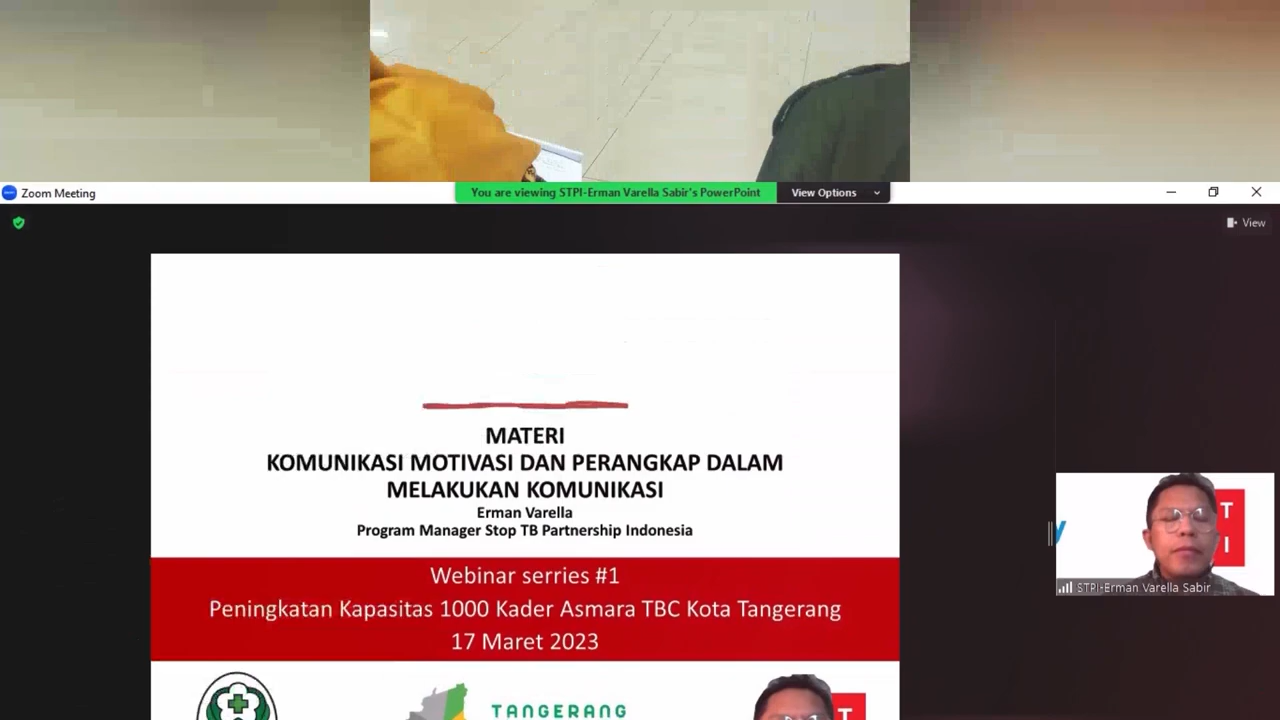 Zoom Meeting
You are viewing STPI-Erman Varella Sabir's PowerPoint
View Options
View
MATERI
KOMUNIKASI MOTIVASI DAN PERANGKAP DALAM
MELAKUKAN KOMUNIKASI
Erman Varella
Program Manager Stop TB Partnership Indonesia
Webinar serries #1
Peningkatan Kapasitas 1000 Kader Asmara TBC Kota Tangerang
17 Maret 2023
TANGERANG
T
y
T
I
STPI-Erman Varella Sabir